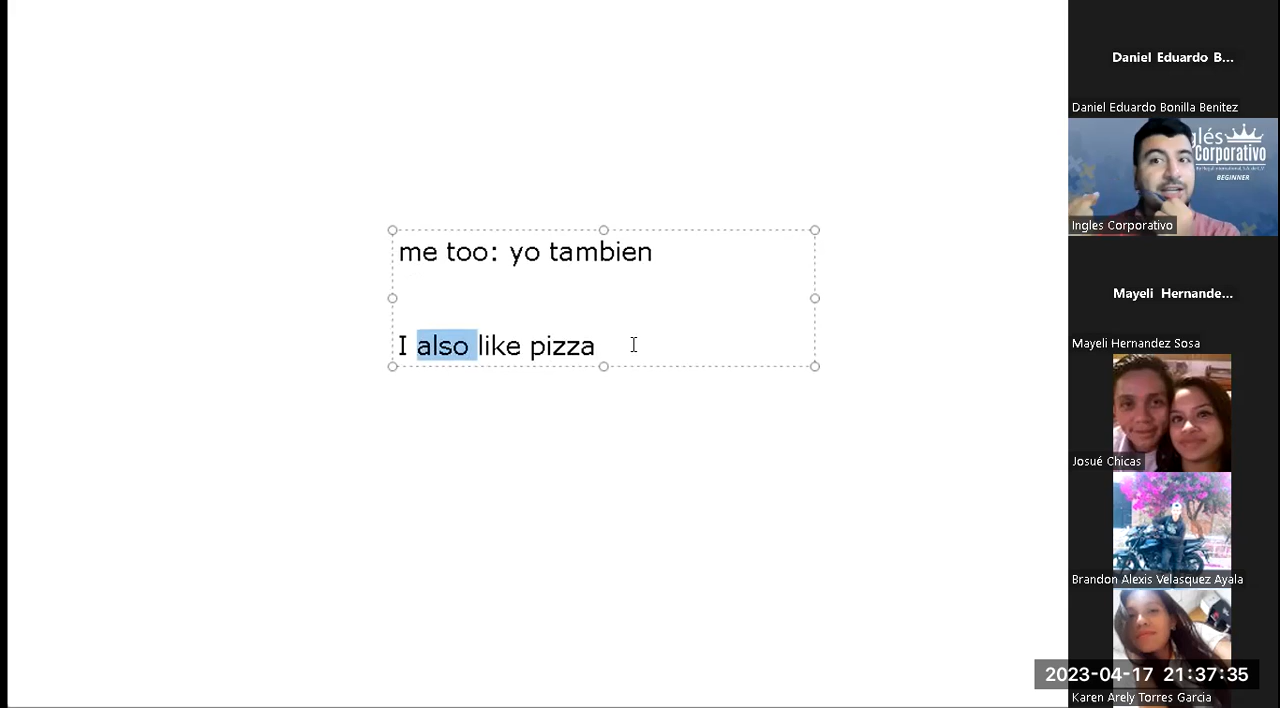 me too: yo tambien
I also like pizza
Daniel Eduardo B...
Daniel Eduardo Bonilla Benitez
glés
Corporativo
BEGINNER
Ingles Corporativo
Mayeli Hernande...
Mayeli Hernandez Sosa
Josué Chicas
Brandon Alexis Velasquez Ayala
2023-04-17 21:37:35
Karen Arely Torres Garcia